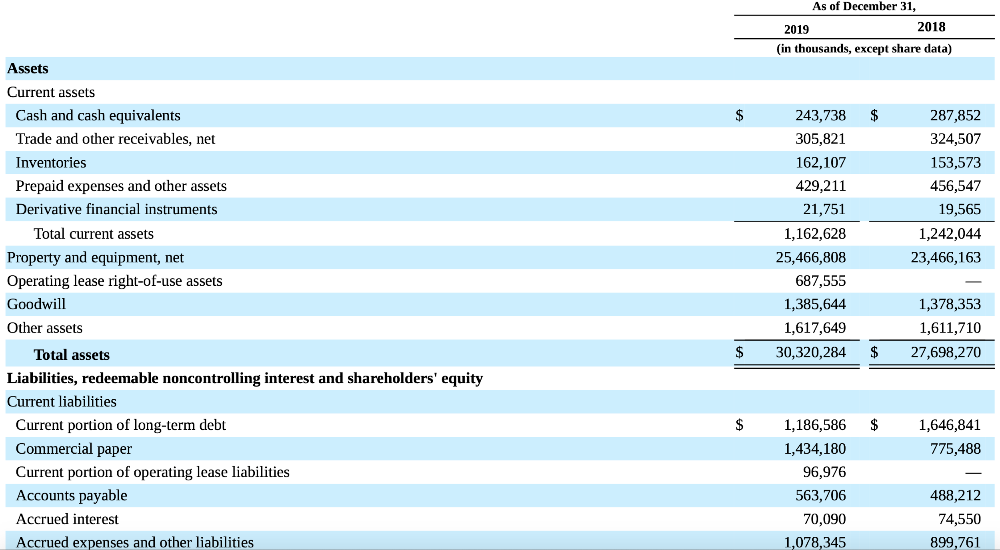 As of December 31,
2019 2018
(in thousands, except share data)
Assets
Current assets
Cash and cash equivalents $ 243,738 $ 287,852
Trade and other receivables, net 305,821 324,507
Inventories 162,107 153,573
Prepaid expenses and other assets 429,211 456,547
Derivative financial instruments 21,751 19,565
Total current assets 1,162,628 1,242,044
Property and equipment, net 25,466,808 23,466,163
Operating lease right-of-use assets 687,555 —
Goodwill 1,385,644 1,378,353
Other assets 1,617,649 1,611,710
Total assets $ 30,320,284 $ 27,698,270
Liabilities, redeemable noncontrolling interest and shareholders' equity
Current liabilities
Current portion of long-term debt $ 1,186,586 $ 1,646,841
Commercial paper 1,434,180 775,488
Current portion of operating lease liabilities 96,976 —
Accounts payable 563,706 488,212
Accrued interest 70,090 74,550
Accrued expenses and other liabilities 1,078,345 899,761